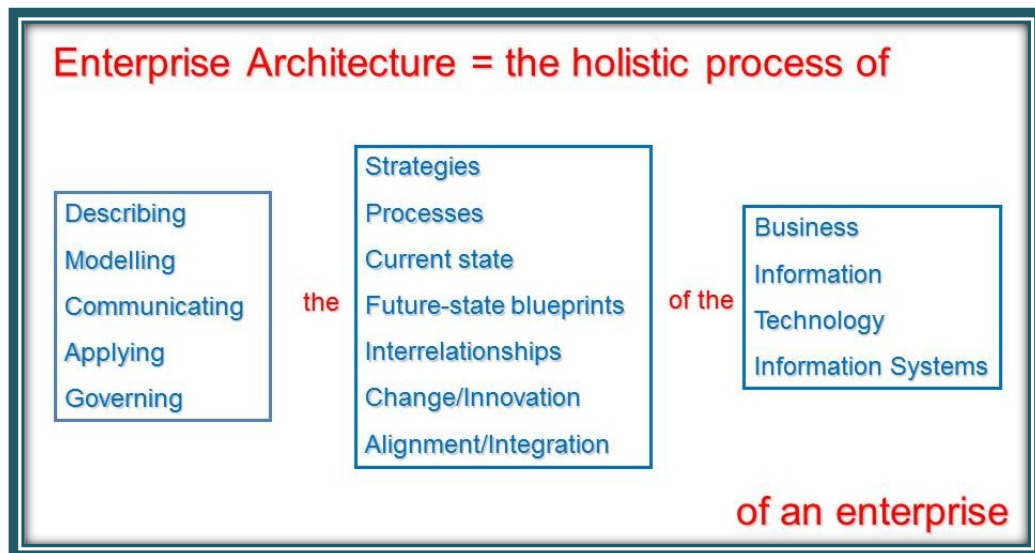 Enterprise Architecture = the holistic process of
Describing
Modelling
Communicating
Applying
Governing
the
Strategies
Processes
Current state
Future-state blueprints
Interrelationships
Change/Innovation
Alignment/Integration
of the
Business
Information
Technology
Information Systems
of an enterprise